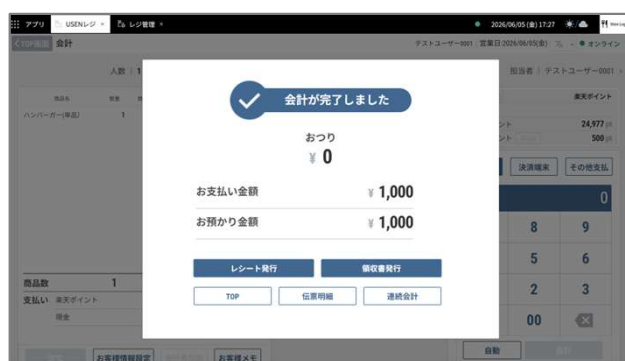 アプリ
USENレジ ×
レジ管理 ×
2026/06/05(金) 17:27
<TOP画面
会計
テストユーザー0001
営業日:2026/06/05(金)
オンライン
人数
1
担当者
テストユーザー0001
商品名
数量
楽天ポイント
ハンバーガー(単品)
1
24,977
500
会計が完了しました
おつり
¥ 0
お支払い金額
¥ 1,000
お預かり金額
¥ 1,000
レシート発行
領収書発行
TOP
伝票明細
連続会計
決済端末
その他支払
0
8
9
5
6
2
3
00
商品数
1
支払い
楽天ポイント
現金
お客様情報設定
お客様メモ
自動